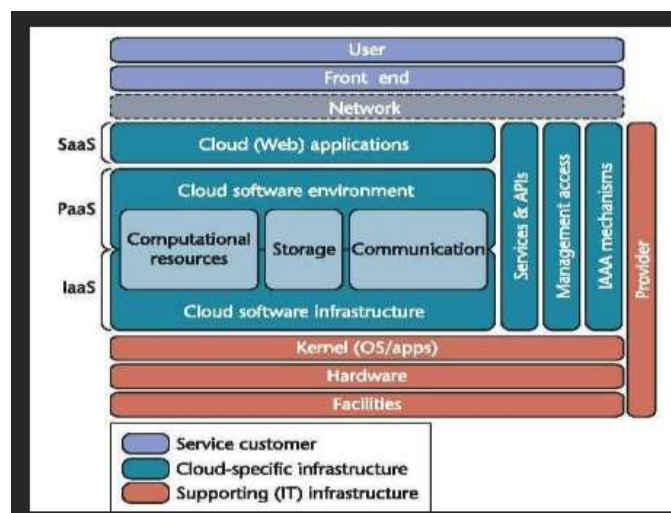 User
Front end
Network
SaaS
Cloud (Web) applications
PaaS
Cloud software environment
Computational
resources
Storage
Communication
IaaS
Cloud software infrastructure
Services & APIs
Management access
IAAA mechanisms
Provider
Kernel (OS/apps)
Hardware
Facilities
Service customer
Cloud-specific infrastructure
Supporting (IT) infrastructure